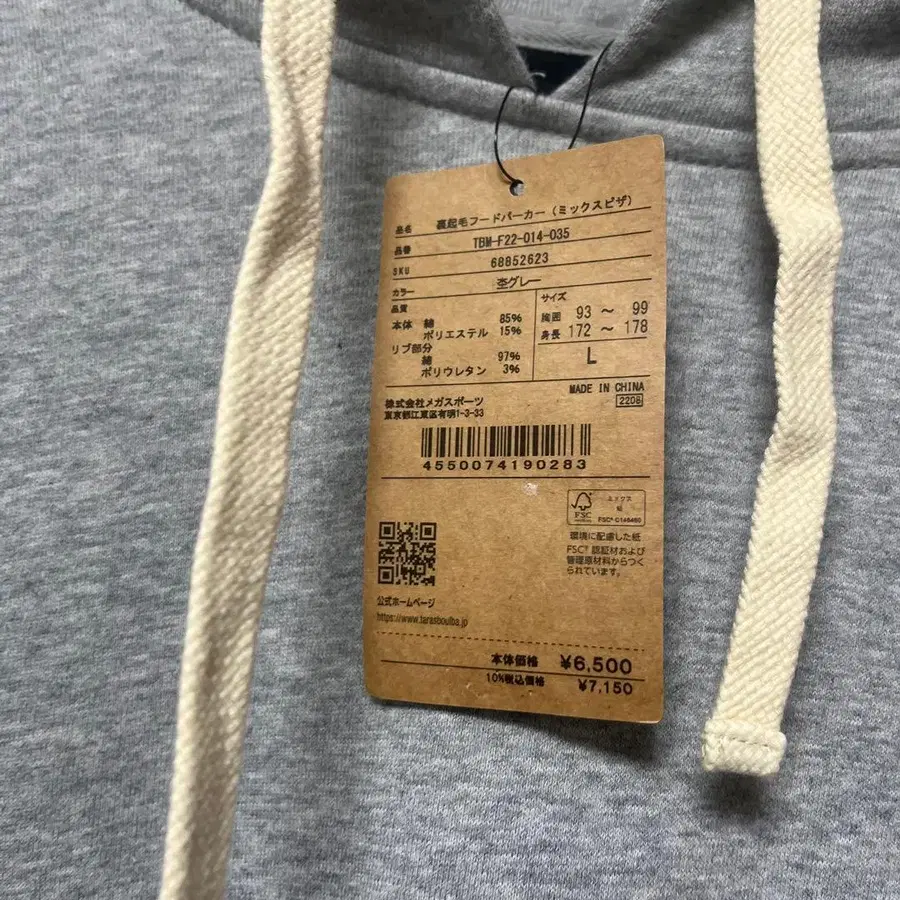 品名 裏起毛フードパーカー(ミックスピザ)
品番 TBM-F22-014-035
SKU 68852623
カラー 杢グレー
品質
本体 綿 85%
ポリエステル 15%
リブ部分
綿 97%
ポリウレタン 3%
サイズ
胸囲 93 ～ 99
身長 172 ～ 178
L
MADE IN CHINA
2208
株式会社メガスポーツ
東京都江東区有明1-3-33
4550074190283
FSC
ミックス
紙
FSC® C148460
環境に配慮した紙
FSC® 認証材および
管理原材料からつく
られています。
公式ホームページ
https://www.tarasboulba.jp
本体価格 ¥6,500
10%税込価格 ¥7,150